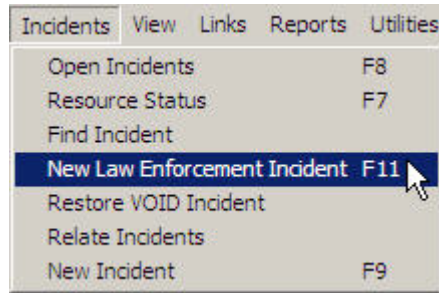 Incidents View Links Reports Utilities
Open Incidents F8
Resource Status F7
Find Incident
New Law Enforcement Incident F11
Restore VOID Incident
Relate Incidents
New Incident F9